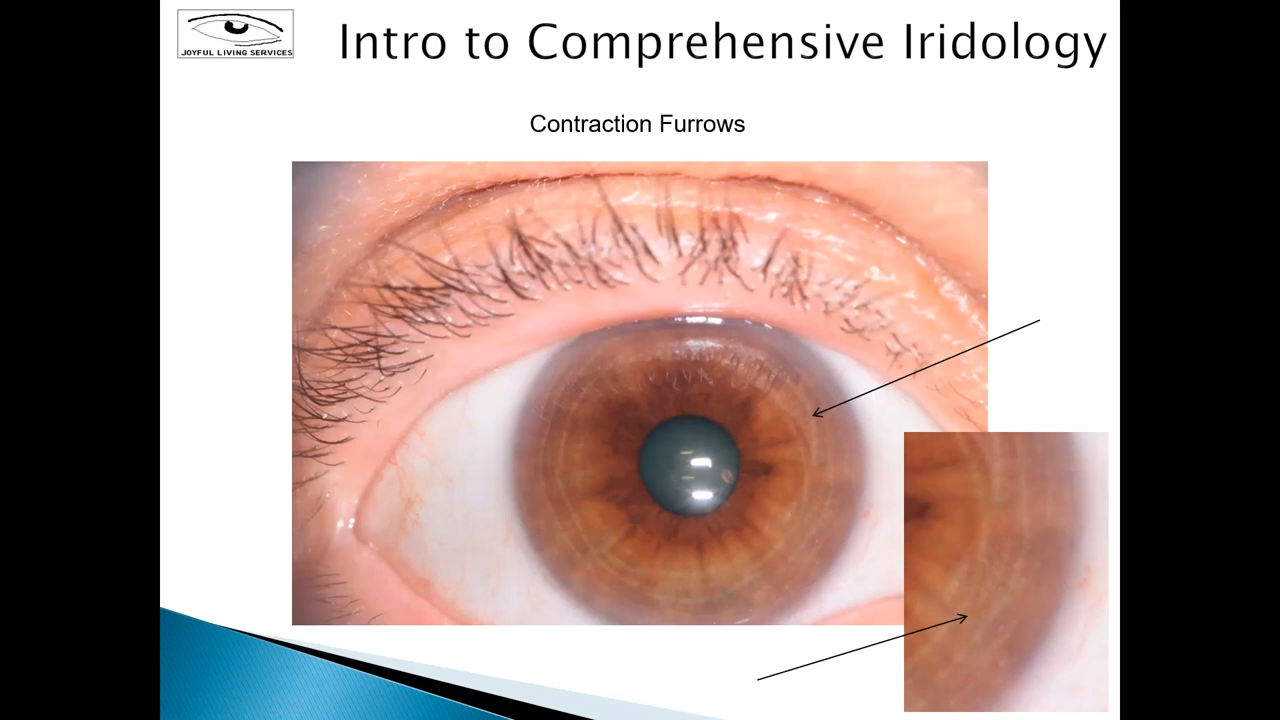 JOYFUL LIVING SERVICES
Intro to Comprehensive Iridology
Contraction Furrows